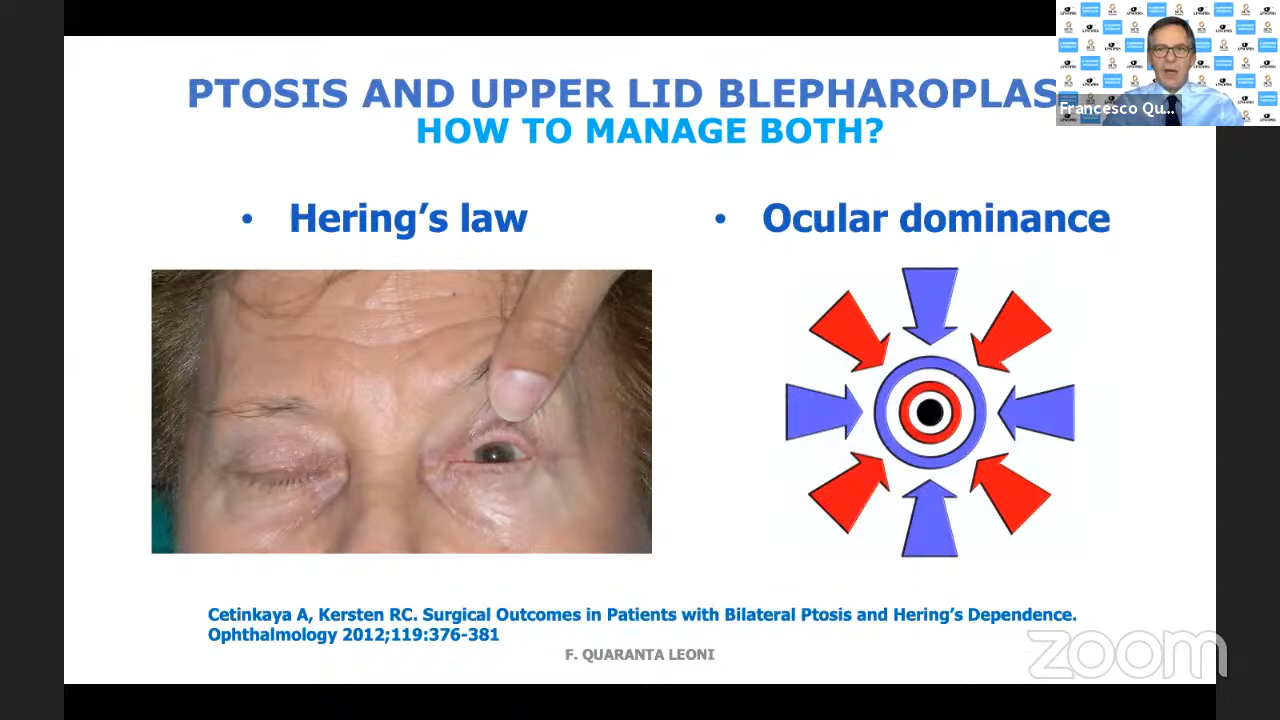 PTOSIS AND UPPER LID BLEPHAROPLAS
HOW TO MANAGE BOTH?
Francesco Qu...
• Hering’s law
• Ocular dominance
Cetinkaya A, Kersten RC. Surgical Outcomes in Patients with Bilateral Ptosis and Hering’s Dependence.
Ophthalmology 2012;119:376-381
F. QUARANTA LEONI
zoom